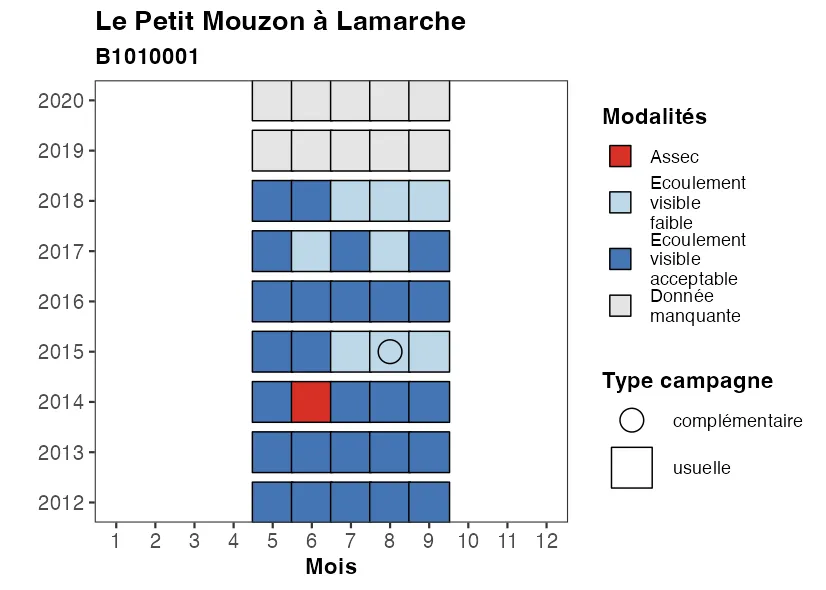 Le Petit Mouzon à Lamarche
B1010001
2020
2019
2018
2017
2016
2015
2014
2013
2012
1 2 3 4 5 6 7 8 9 10 11 12
Mois
Modalités
Assec
Ecoulement
visible
faible
Ecoulement
visible
acceptable
Donnée
manquante
Type campagne
complémentaire
usuelle